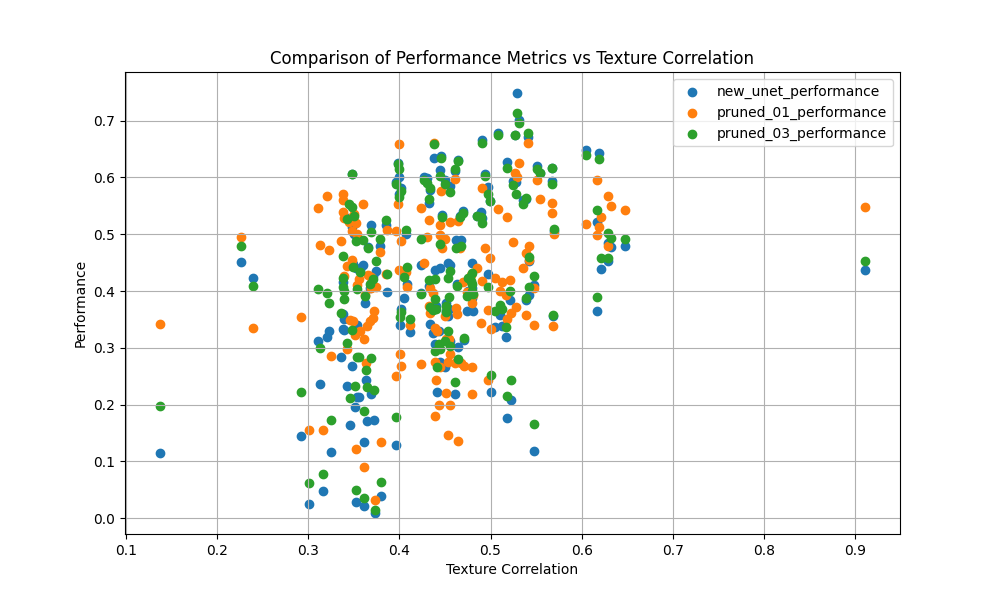 Comparison of Performance Metrics vs Texture Correlation
new_unet_performance
pruned_01_performance
pruned_03_performance
Performance
0.7
0.6
0.5
0.4
0.3
0.2
0.1
0.0
0.1 0.2 0.3 0.4 0.5 0.6 0.7 0.8 0.9
Texture Correlation